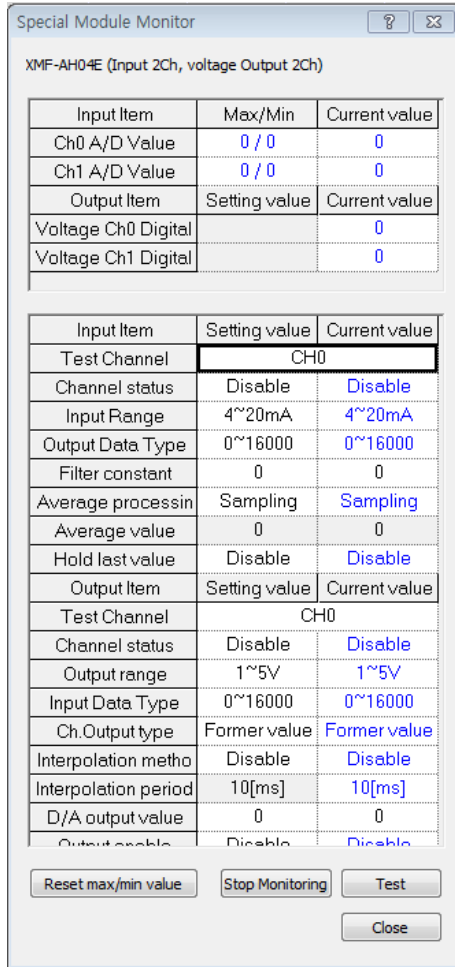 Special Module Monitor
XMF-AH04E (Input 2Ch, voltage Output 2Ch)
Input Item Max/Min Current value
Ch0 A/D Value 0 / 0 0
Ch1 A/D Value 0 / 0 0
Output Item Setting value Current value
Voltage Ch0 Digital 0
Voltage Ch1 Digital 0
Input Item Setting value Current value
Test Channel CH0
Channel status Disable Disable
Input Range 4~20mA 4~20mA
Output Data Type 0~16000 0~16000
Filter constant 0 0
Average processin Sampling Sampling
Average value 0 0
Hold last value Disable Disable
Output Item Setting value Current value
Test Channel CH0
Channel status Disable Disable
Output range 1~5V 1~5V
Input Data Type 0~16000 0~16000
Ch.Output type Former value Former value
Interpolation metho Disable Disable
Interpolation period 10[ms] 10[ms]
D/A output value 0 0
Output enable Disable Disable
Reset max/min value Stop Monitoring Test
Close